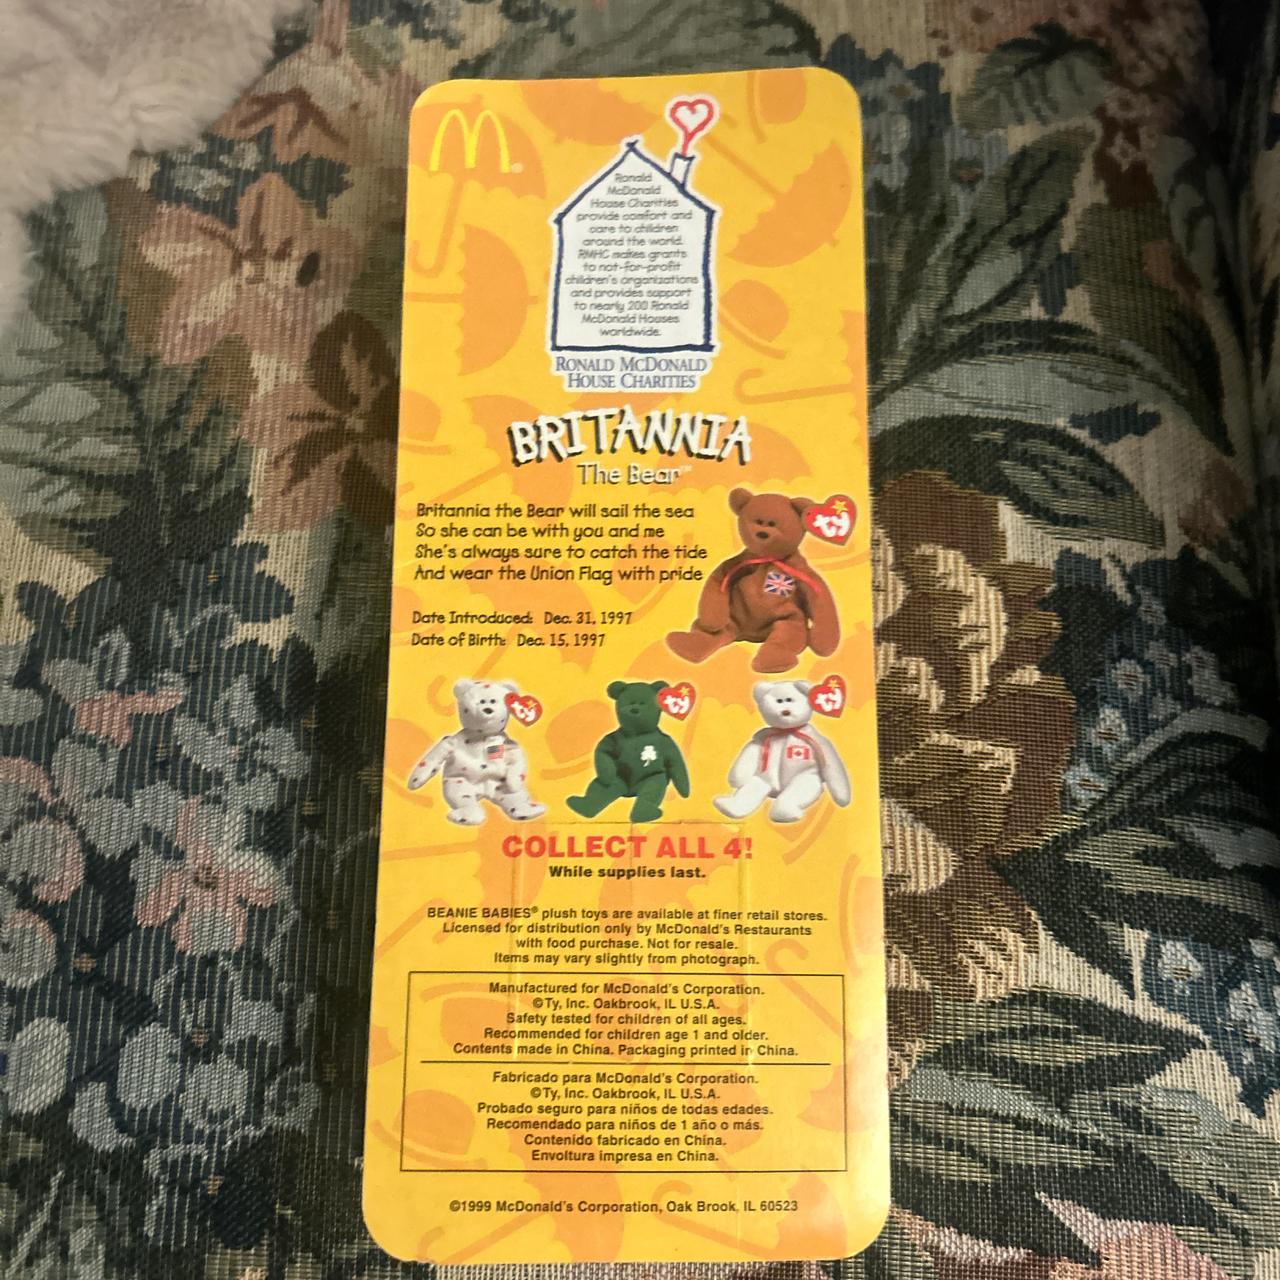 Ronald
McDonald
House Charities
provide comfort and
care to children
around the world.
RMHC makes grants
to not-for-profit
children's organizations
and provides support
to nearly 200 Ronald
McDonald Houses
worldwide.
RONALD MCDONALD
HOUSE CHARITIES
BRITANNIA
The Bear™
Britannia the Bear will sail the sea
So she can be with you and me
She's always sure to catch the tide
And wear the Union Flag with pride
ty
Date Introduced: Dec. 31, 1997
Date of Birth: Dec. 15, 1997
ty
ty
ty
COLLECT ALL 4!
While supplies last.
BEANIE BABIES® plush toys are available at finer retail stores.
Licensed for distribution only by McDonald's Restaurants
with food purchase. Not for resale.
Items may vary slightly from photograph.
Manufactured for McDonald's Corporation.
©Ty, Inc. Oakbrook, IL U.S.A.
Safety tested for children of all ages.
Recommended for children age 1 and older.
Contents made in China. Packaging printed in China.
Fabricado para McDonald's Corporation.
©Ty, Inc. Oakbrook, IL U.S.A.
Probado seguro para niños de todas edades.
Recomendado para niños de 1 año o más.
Contenido fabricado en China.
Envoltura impresa en China.
©1999 McDonald's Corporation, Oak Brook, IL 60523